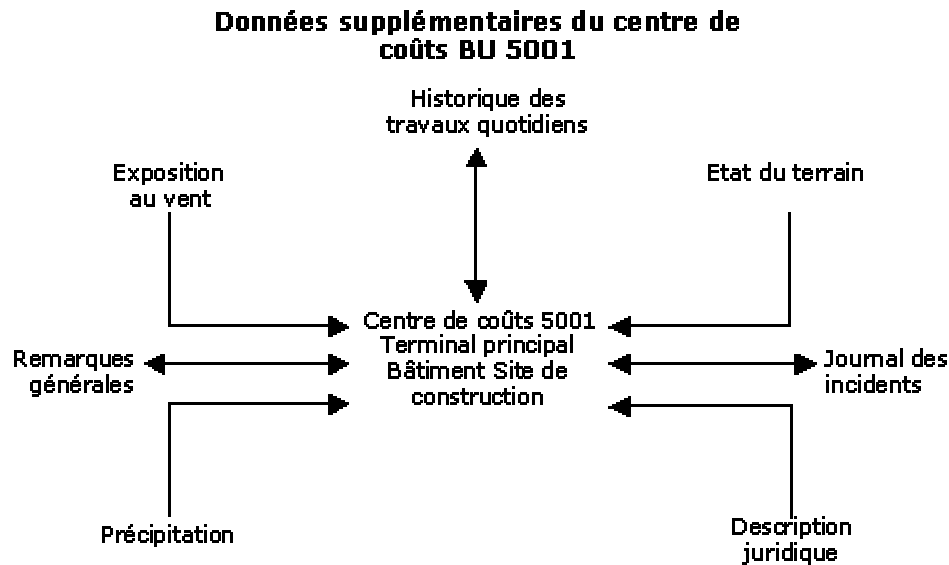 Données supplémentaires du centre de
coûts BU 5001
Historique des
travaux quotidiens
Exposition
au vent
Etat du terrain
Centre de coûts 5001
Terminal principal
Bâtiment Site de
construction
Remarques
générales
Journal des
incidents
Précipitation
Description
juridique